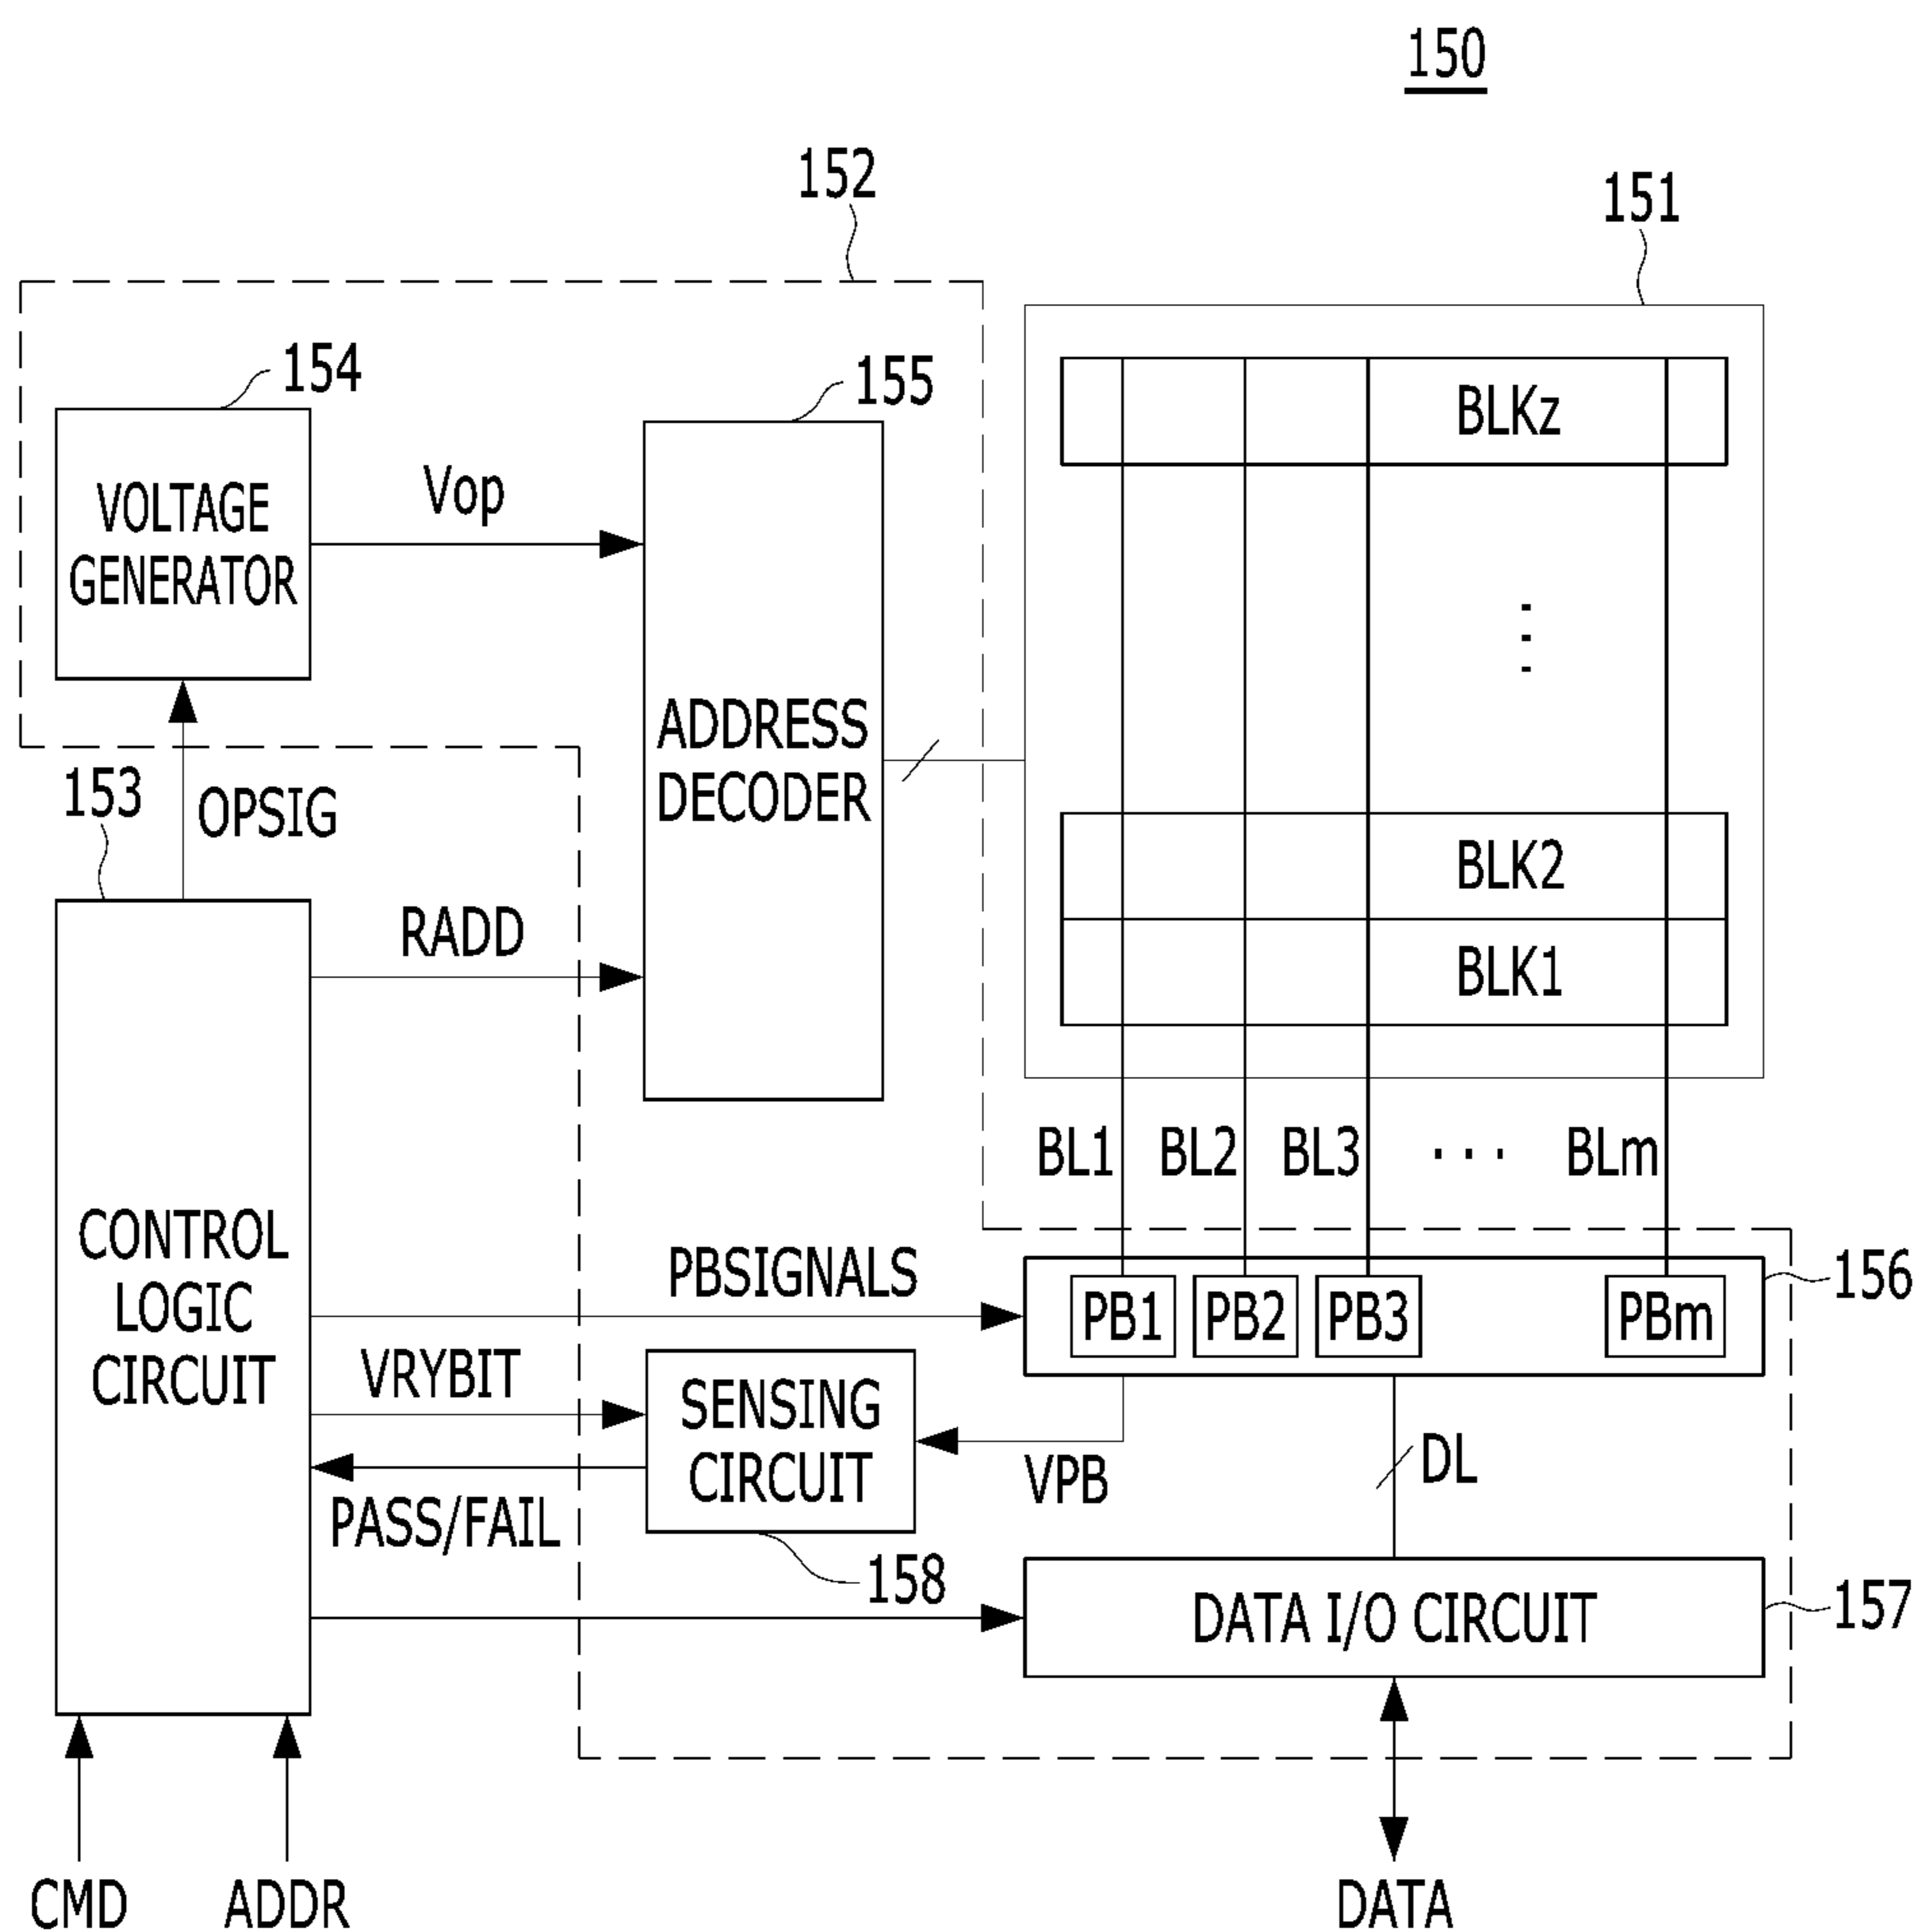 150
152
151
154
155
VOLTAGE
GENERATOR
Vop
BLKz
ADDRESS
DECODER
153
OPSIG
BLK2
BLK1
RADD
BL1
BL2
BL3
. . .
BLm
CONTROL
LOGIC
CIRCUIT
PBSIGNALS
PB1
PB2
PB3
PBm
156
VRYBIT
SENSING
CIRCUIT
PASS/FAIL
VPB
DL
158
DATA I/O CIRCUIT
157
CMD
ADDR
DATA